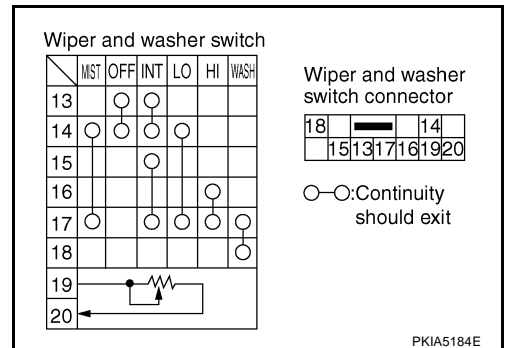 Wiper and washer switch
MIST OFF INT LO HI WASH
13
14
15
16
17
18
19
20
Wiper and washer
switch connector
18 14
15 13 17 16 19 20
:Continuity
should exit
PKIA5184E